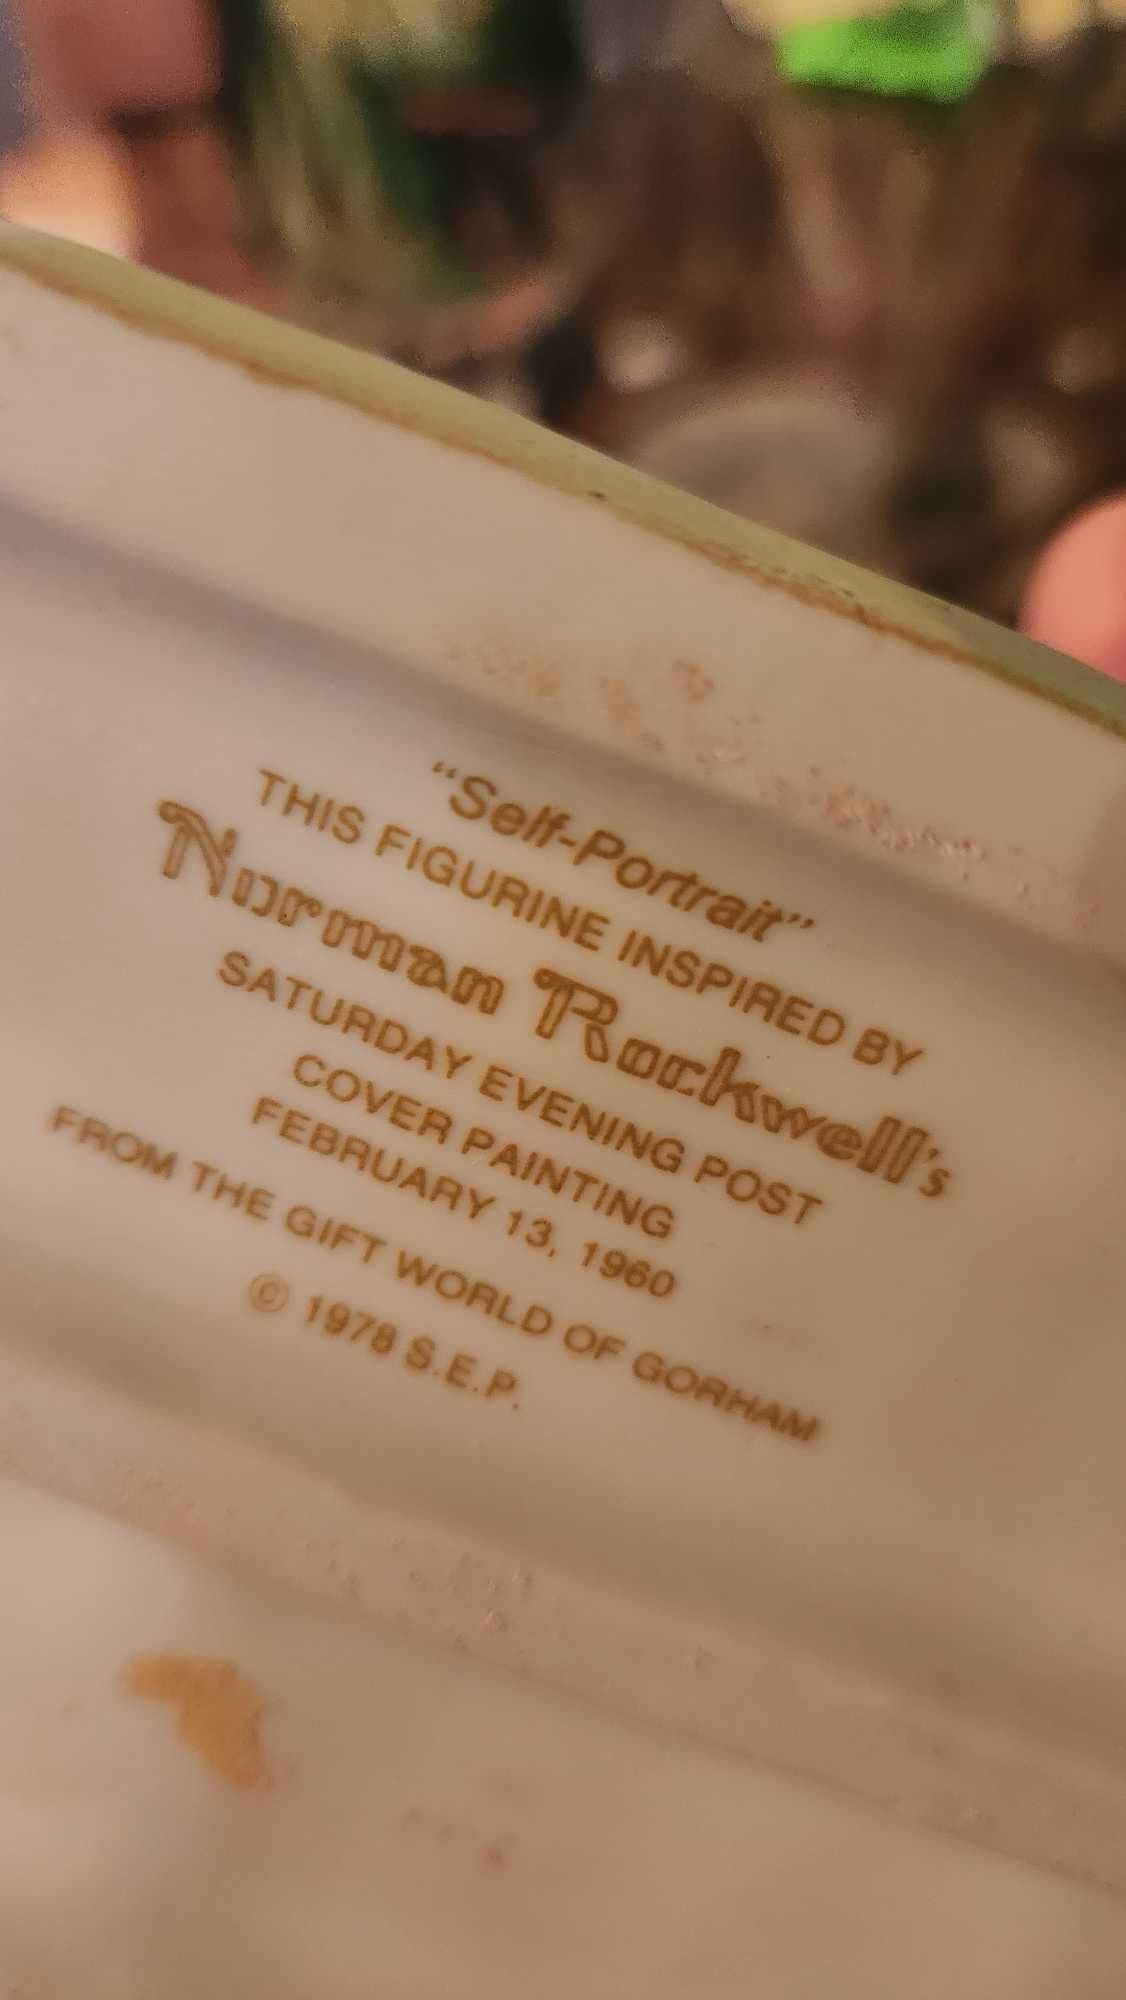 “Self-Portrait”
THIS FIGURINE INSPIRED BY
Norman Rockwell's
SATURDAY EVENING POST
COVER PAINTING
FEBRUARY 13, 1960
FROM THE GIFT WORLD OF GORHAM
© 1978 S.E.P.